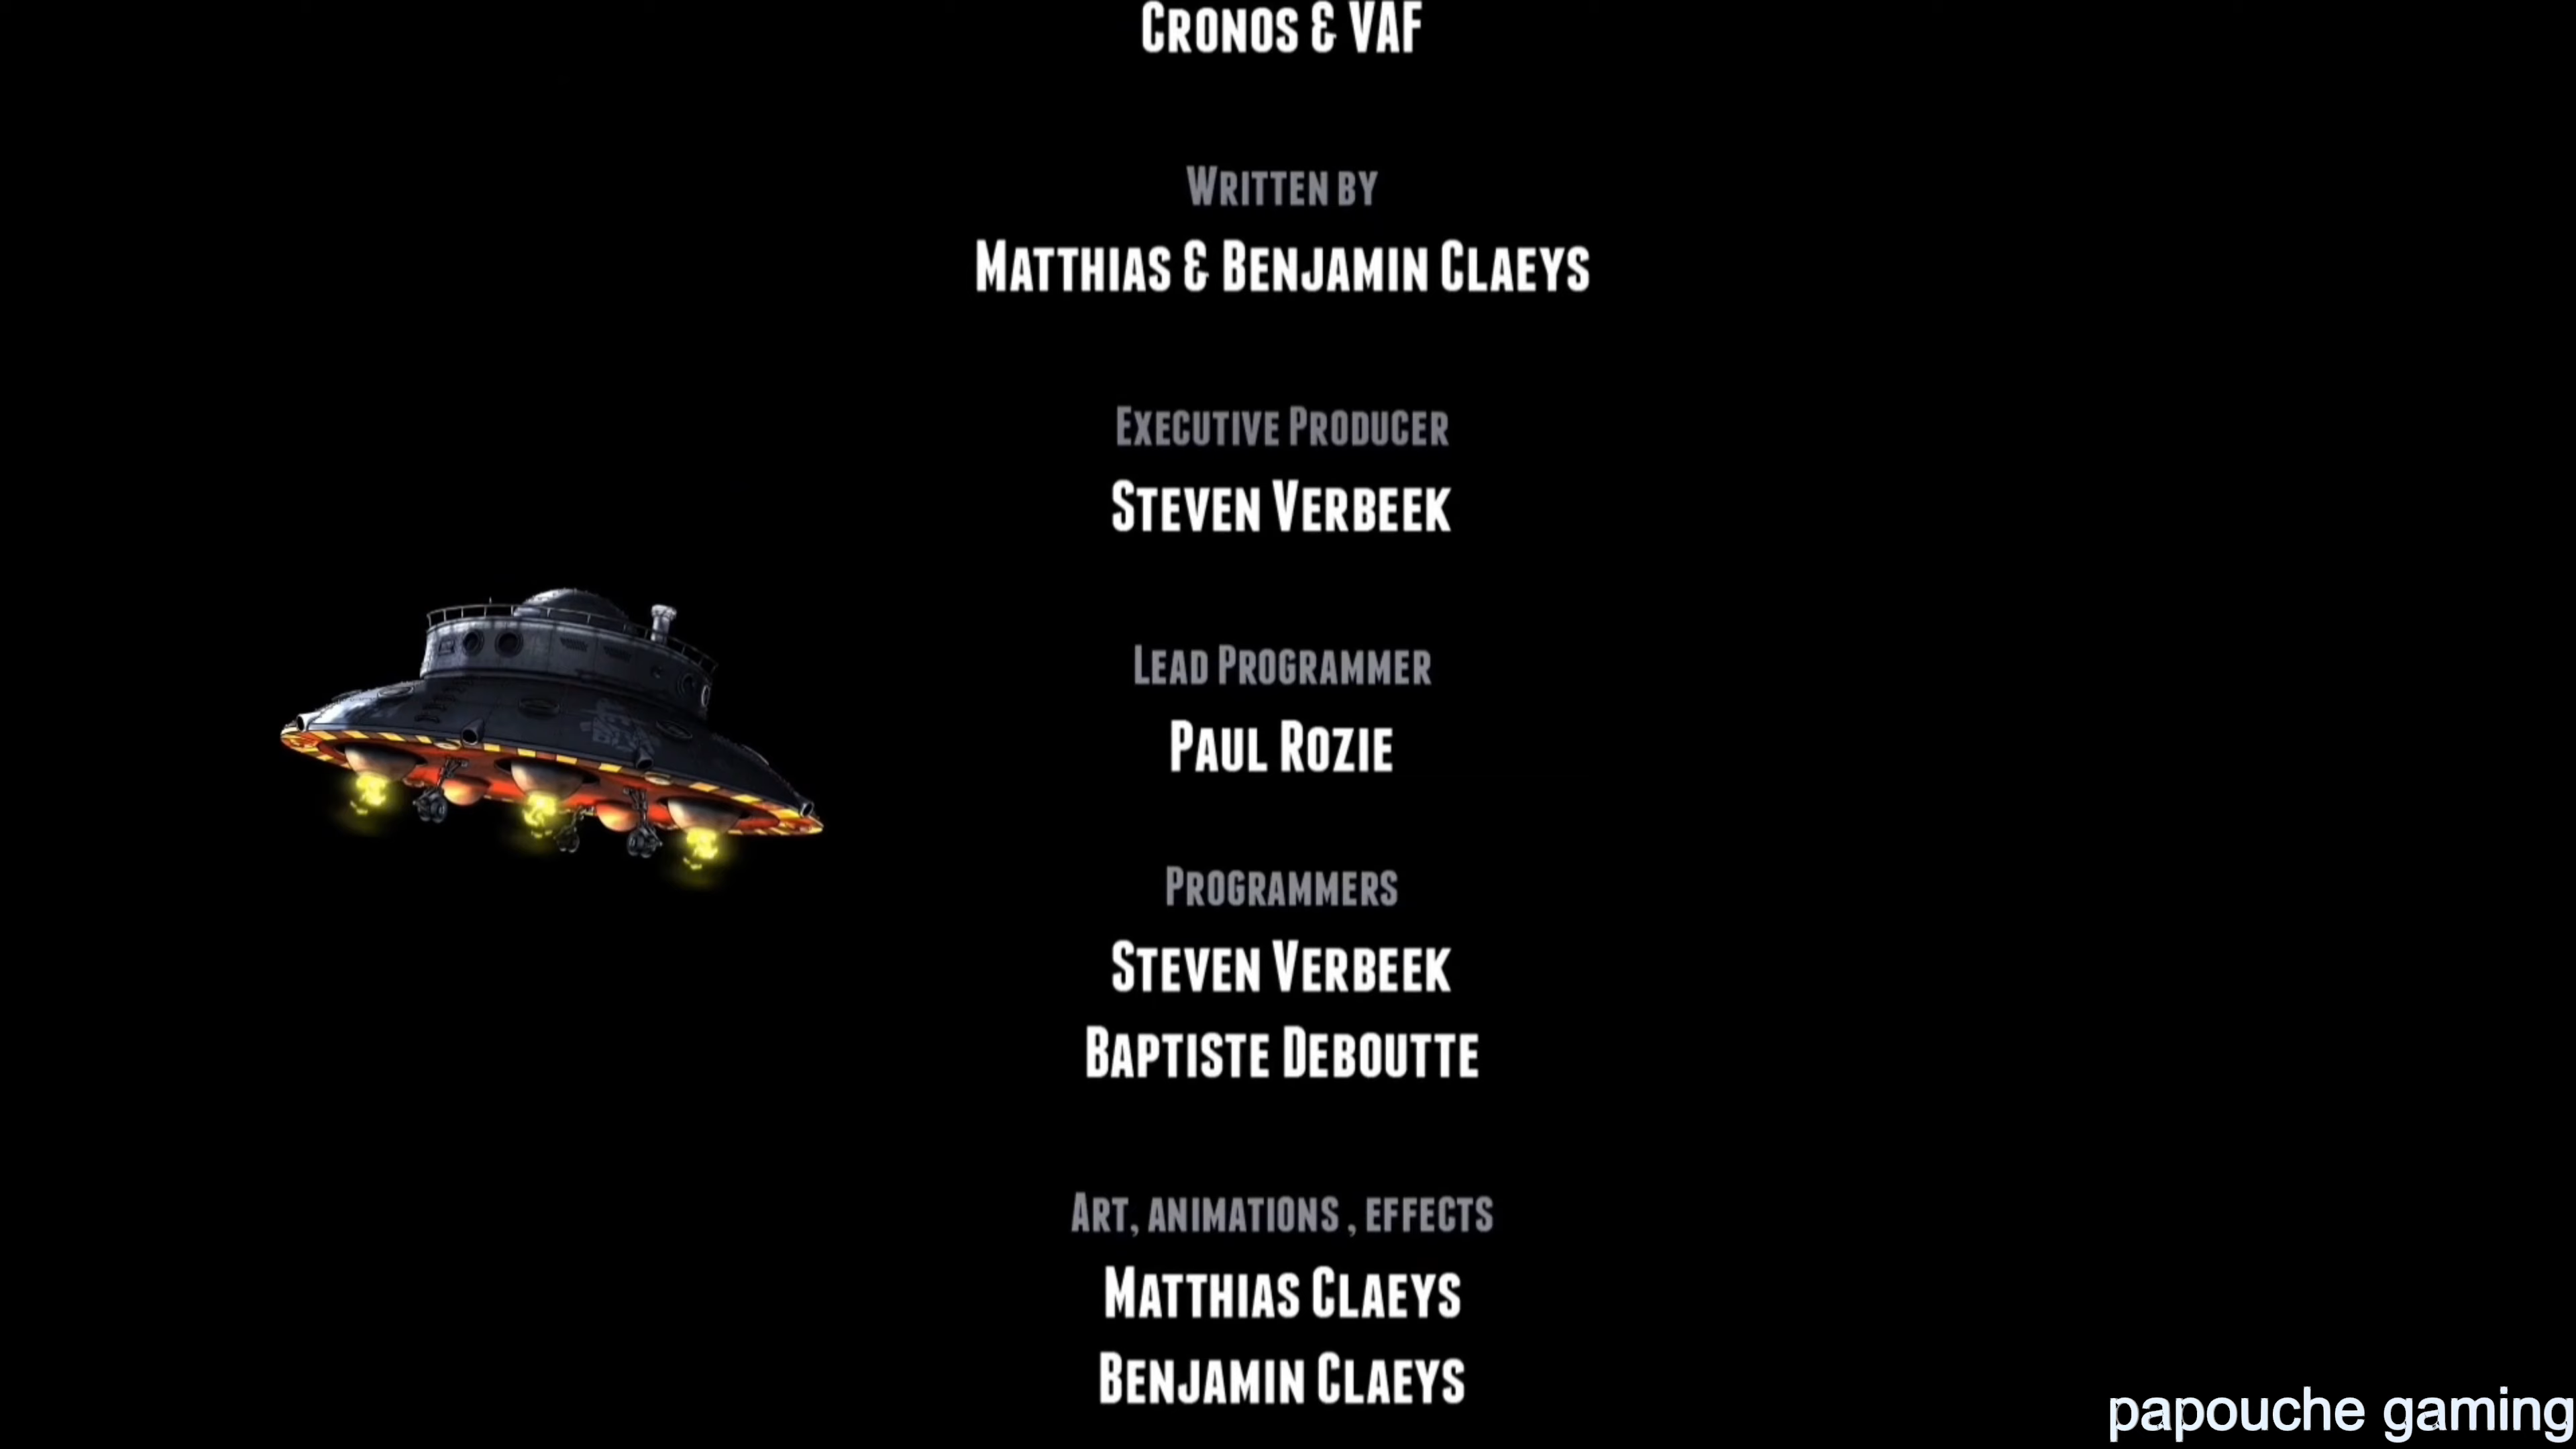 Cronos & VAF
Written by
Matthias & Benjamin Claeys
Executive Producer
Steven Verbeek
Lead Programmer
Paul Rozie
Programmers
Steven Verbeek
Baptiste Deboutte
Art, animations , effects
Matthias Claeys
Benjamin Claeys
papouche gaming